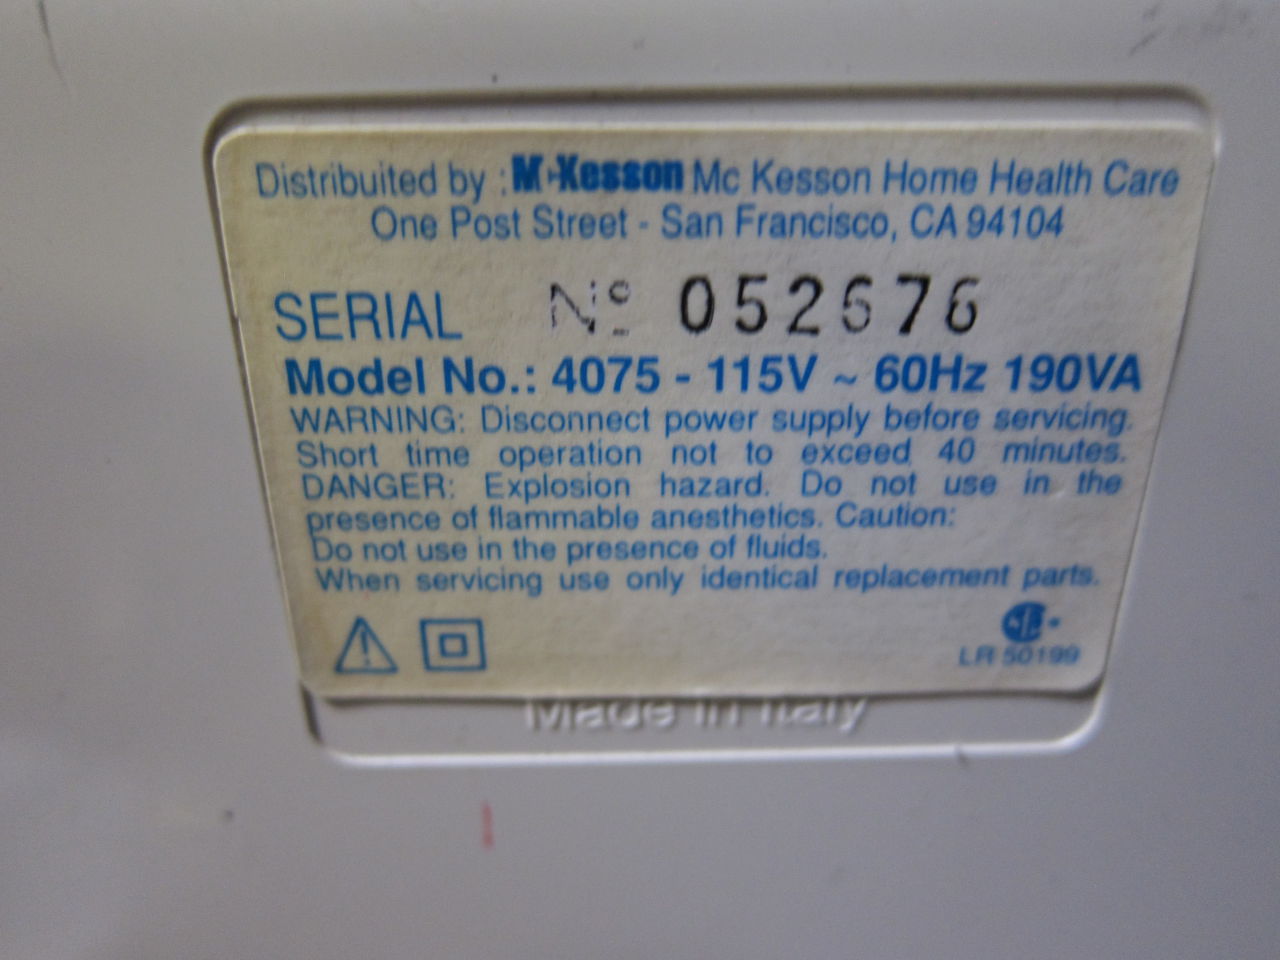 Distribuited by : McKesson Mc Kesson Home Health Care
One Post Street - San Francisco, CA 94104
SERIAL Nº 052676
Model No.: 4075 - 115V ~ 60Hz 190VA
WARNING: Disconnect power supply before servicing.
Short time operation not to exceed 40 minutes.
DANGER: Explosion hazard. Do not use in the
presence of flammable anesthetics. Caution:
Do not use in the presence of fluids.
When servicing use only identical replacement parts.
LR 50199
Made in Italy